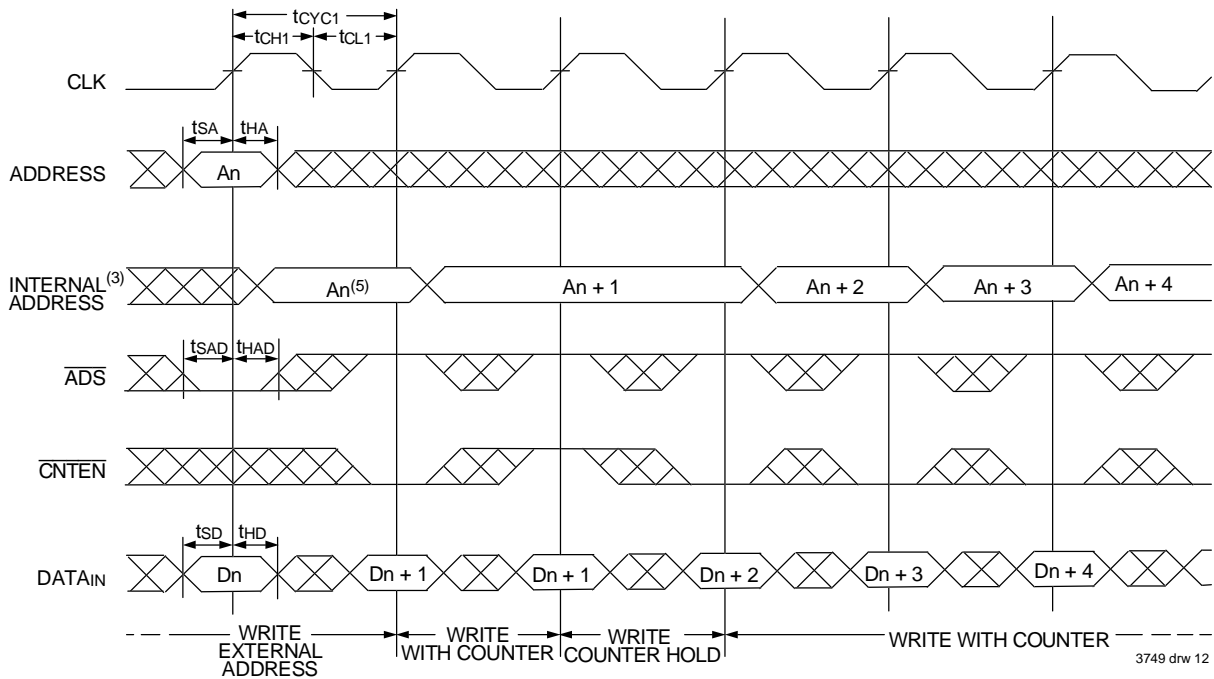 tCYC1
tCH1 tCL1
CLK
tSA tHA
ADDRESS An
INTERNAL(3)
ADDRESS
An(5) An + 1 An + 2 An + 3 An + 4
tSAD tHAD
ADS
CNTEN
tSD tHD
DATAIN Dn Dn + 1 Dn + 1 Dn + 2 Dn + 3 Dn + 4
WRITE
EXTERNAL
ADDRESS
WRITE
WITH COUNTER
WRITE
COUNTER HOLD
WRITE WITH COUNTER
3749 drw 12